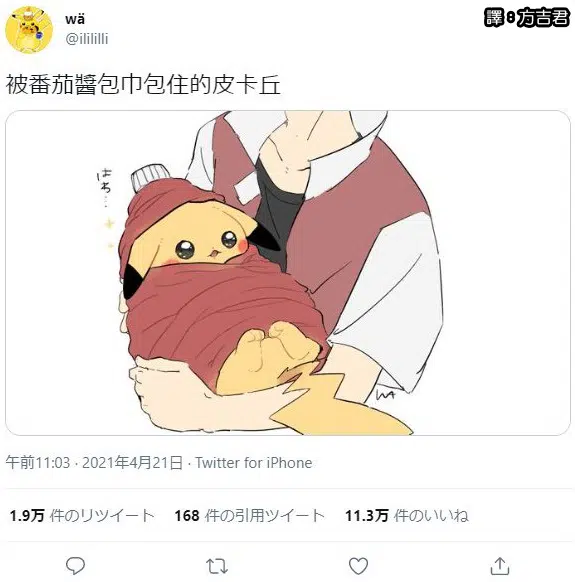 wä
@ilililli
譯:方吉君
被番茄醬包巾包住的皮卡丘
はわ…
午前11:03 · 2021年4月21日 · Twitter for iPhone
1.9万 件のリツイート 168 件の引用ツイート 11.3万 件のいいね